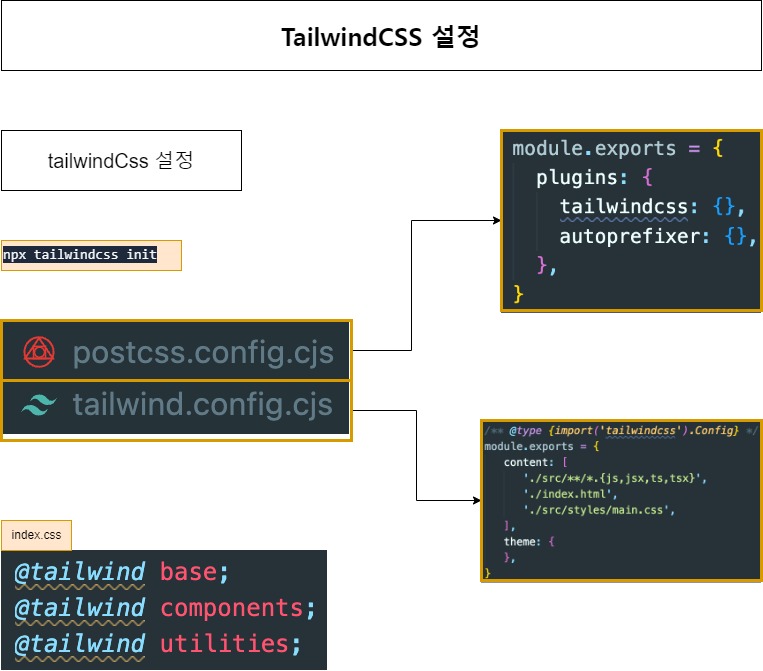 TailwindCSS 설정
tailwindCss 설정
npx tailwindcss init
postcss.config.cjs
tailwind.config.cjs
module.exports = {
plugins: {
tailwindcss: {},
autoprefixer: {},
},
}
/** @type {import('tailwindcss').Config} */
module.exports = {
content: [
'./src/**/*.{js,jsx,ts,tsx}',
'./index.html',
'./src/styles/main.css',
],
theme: {
},
}
index.css
@tailwind base;
@tailwind components;
@tailwind utilities;